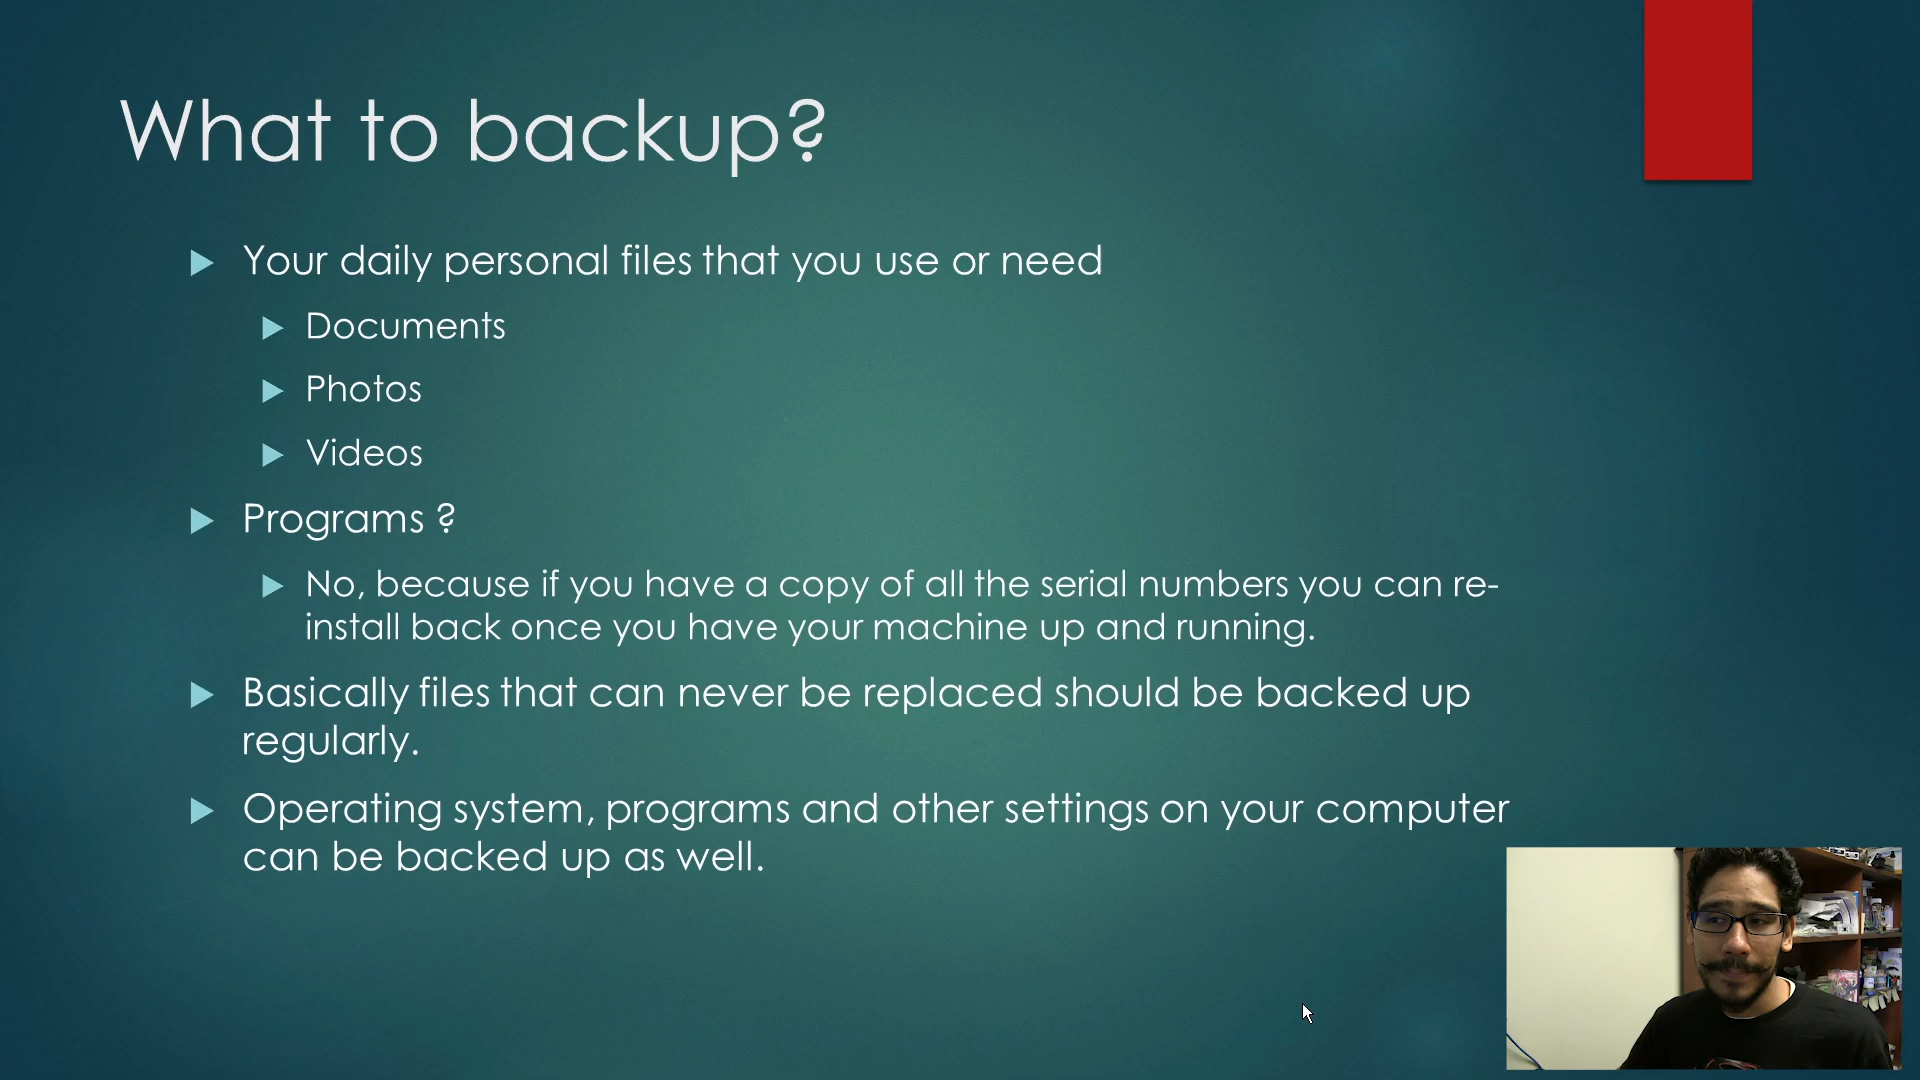 What to backup?
Your daily personal files that you use or need
Documents
Photos
Videos
Programs ?
No, because if you have a copy of all the serial numbers you can re-
install back once you have your machine up and running.
Basically files that can never be replaced should be backed up
regularly.
Operating system, programs and other settings on your computer
can be backed up as well.